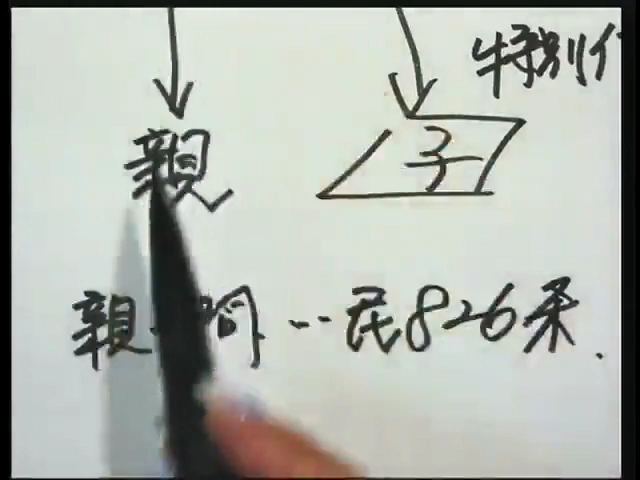 特別
親 子
親 … 民826条.